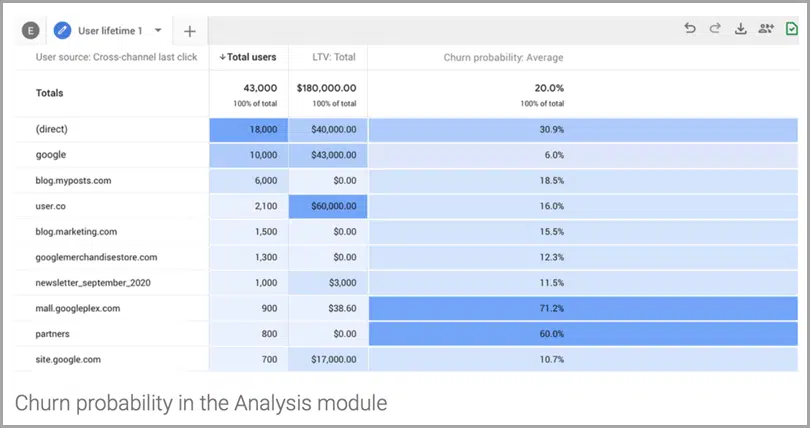 E User lifetime 1 +
User source: Cross-channel last click ↓Total users LTV: Total Churn probability: Average
Totals 43,000 $180,000.00 20.0%
100% of total 100% of total 100% of total
(direct) 18,000 $40,000.00 30.9%
google 10,000 $43,000.00 6.0%
blog.myposts.com 6,000 $0.00 18.5%
user.co 2,100 $60,000.00 16.0%
blog.marketing.com 1,500 $0.00 15.5%
googlemerchandisestore.com 1,300 $0.00 12.3%
newsletter_september_2020 1,000 $3,000 11.5%
mall.googleplex.com 900 $38.60 71.2%
partners 800 $0.00 60.0%
site.google.com 700 $17,000.00 10.7%
Churn probability in the Analysis module